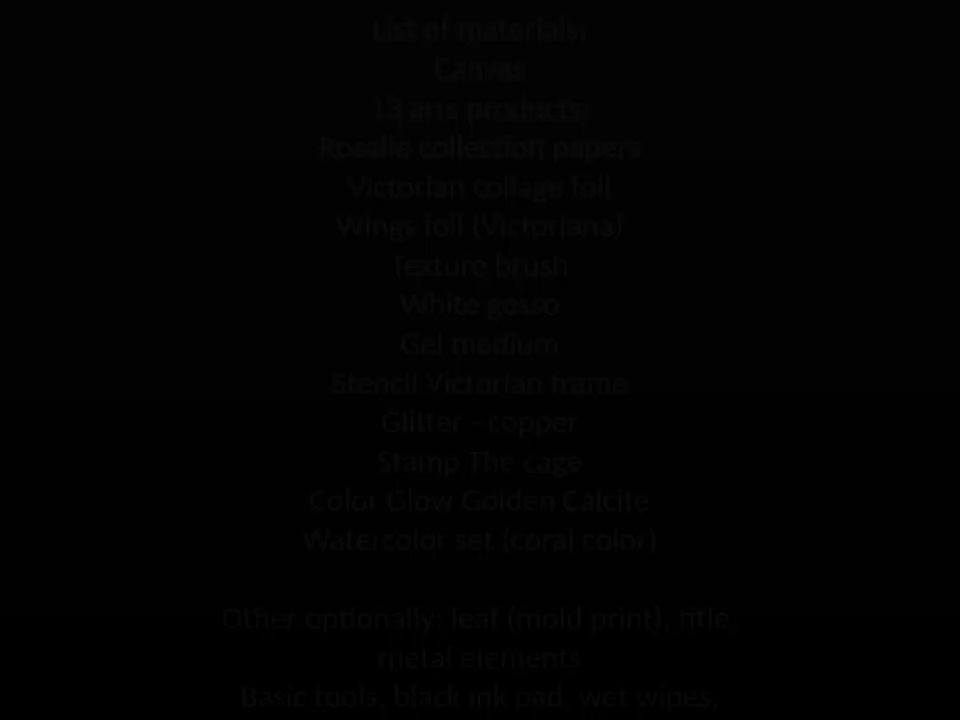 List of materials:
Canvas
13 arts products:
Rosalie collection papers
Victorian collage foil
Wings foil (Victoriana)
Texture brush
White gesso
Gel medium
Stencil Victorian frame
Glitter - copper
Stamp The cage
Color Glow Golden Calcite
Watercolor set (coral color)
Other optionally: leaf (mold print), title,
metal elements
Basic tools, black ink pad, wet wipes,